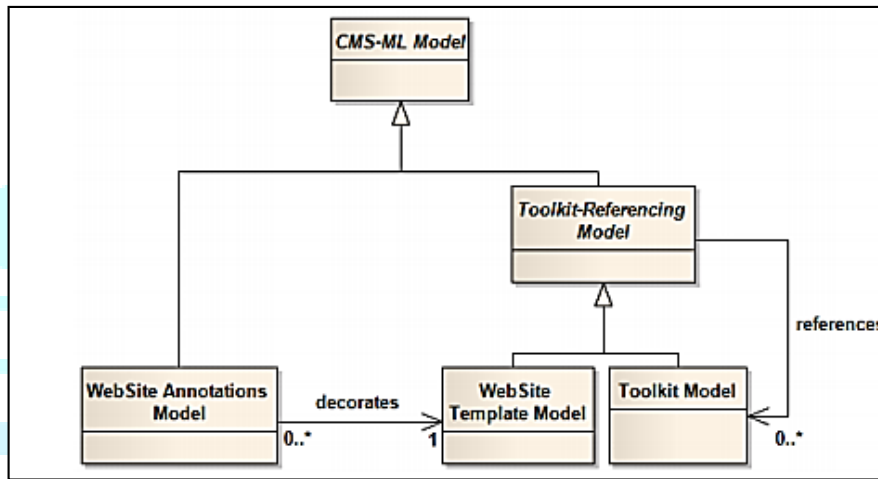 CMS-ML Model
Toolkit-Referencing
Model
references
WebSite Annotations
Model
decorates
0..*
1
WebSite
Template Model
Toolkit Model
0..*